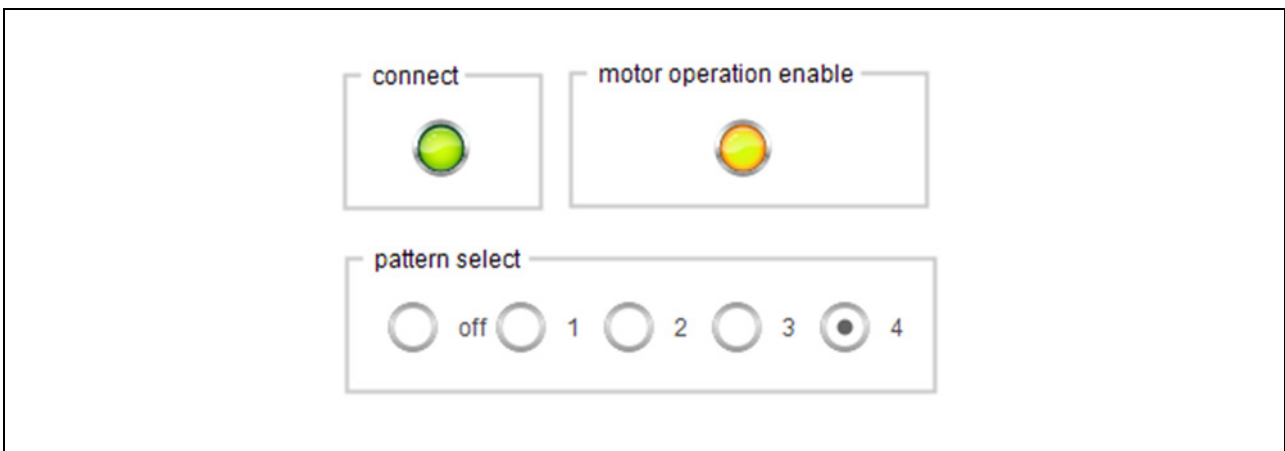 connect
motor operation enable
pattern select
off 1 2 3 4